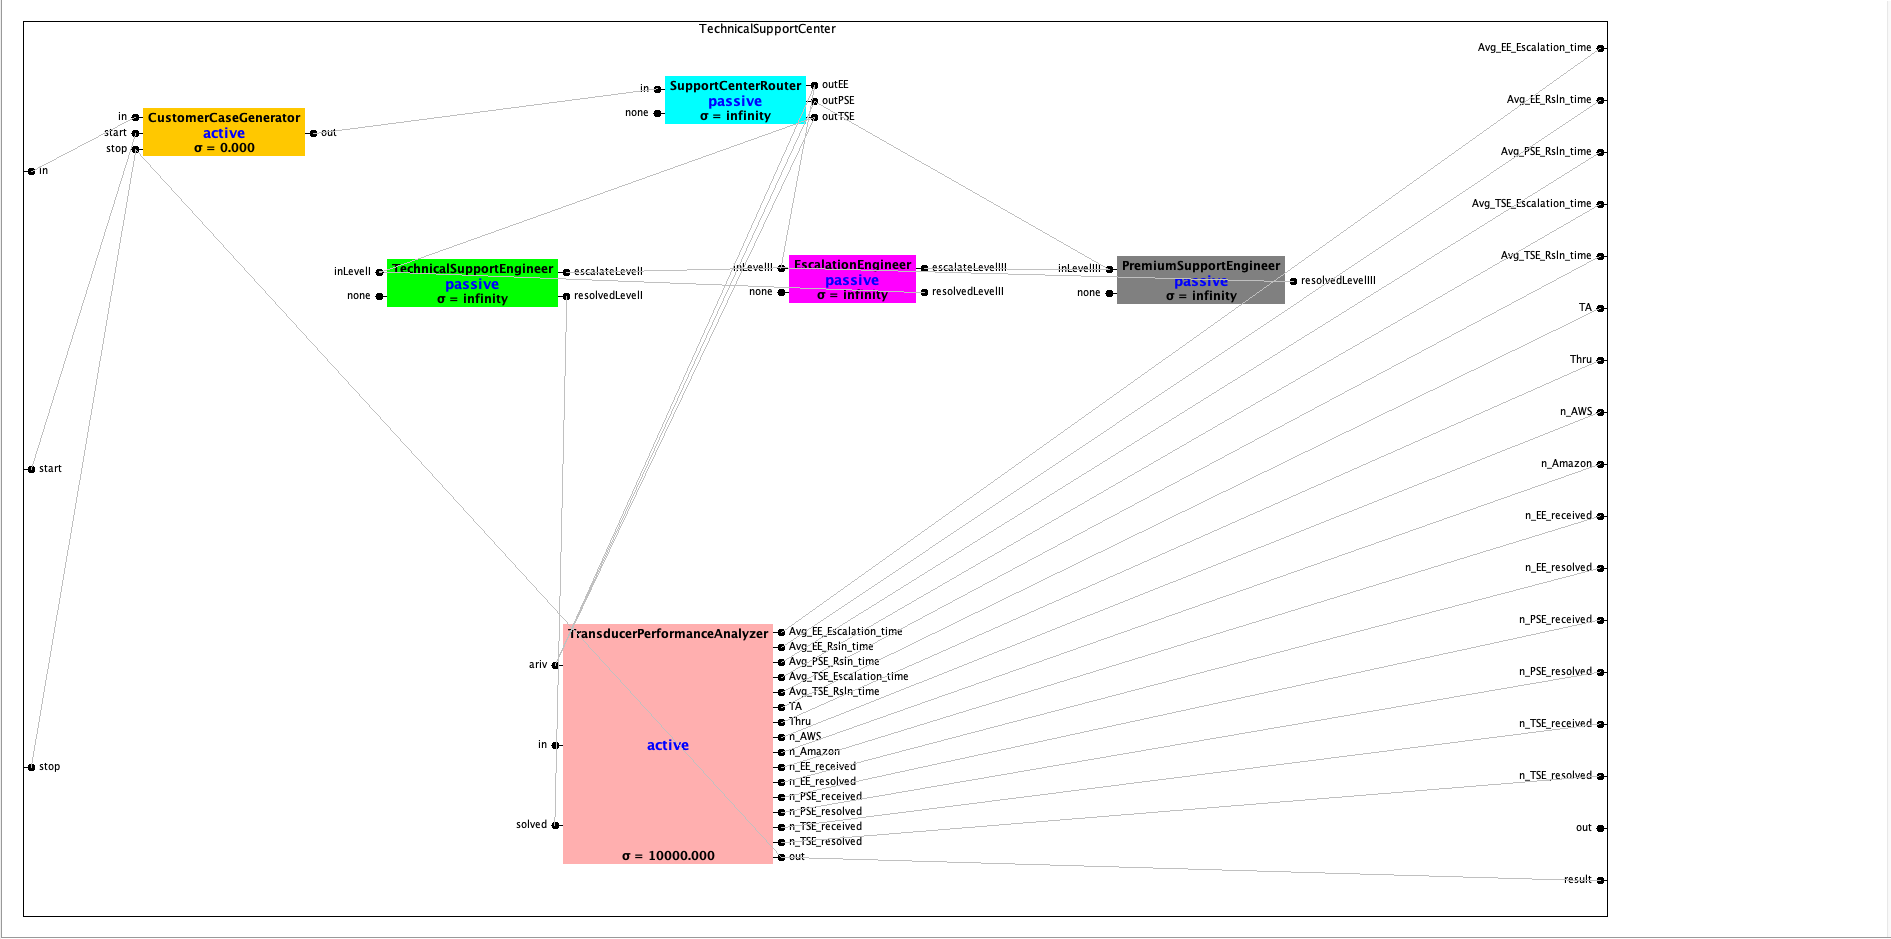 TechnicalSupportCenter
in
start
stop
CustomerCaseGenerator
active
σ = 0.000
out
in
none
SupportCenterRouter
passive
σ = infinity
outEE
outPSE
outTSE
in
start
stop
inLevelI
none
TechnicalSupportEngineer
passive
σ = infinity
escalateLevelI
resolvedLevelI
inLevelII
none
EscalationEngineer
passive
σ = infinity
escalateLevelIII
resolvedLevelII
inLevelIII
none
PremiumSupportEngineer
passive
σ = infinity
resolvedLevelIII
ariv
in
solved
TransducerPerformanceAnalyzer
active
σ = 10000.000
Avg_EE_Escalation_time
Avg_EE_Rsln_time
Avg_PSE_Rsln_time
Avg_TSE_Escalation_time
Avg_TSE_Rsln_time
TA
Thru
n_AWS
n_Amazon
n_EE_received
n_EE_resolved
n_PSE_received
n_PSE_resolved
n_TSE_received
n_TSE_resolved
out
Avg_EE_Escalation_time
Avg_EE_Rsln_time
Avg_PSE_Rsln_time
Avg_TSE_Escalation_time
Avg_TSE_Rsln_time
TA
Thru
n_AWS
n_Amazon
n_EE_received
n_EE_resolved
n_PSE_received
n_PSE_resolved
n_TSE_received
n_TSE_resolved
out
result